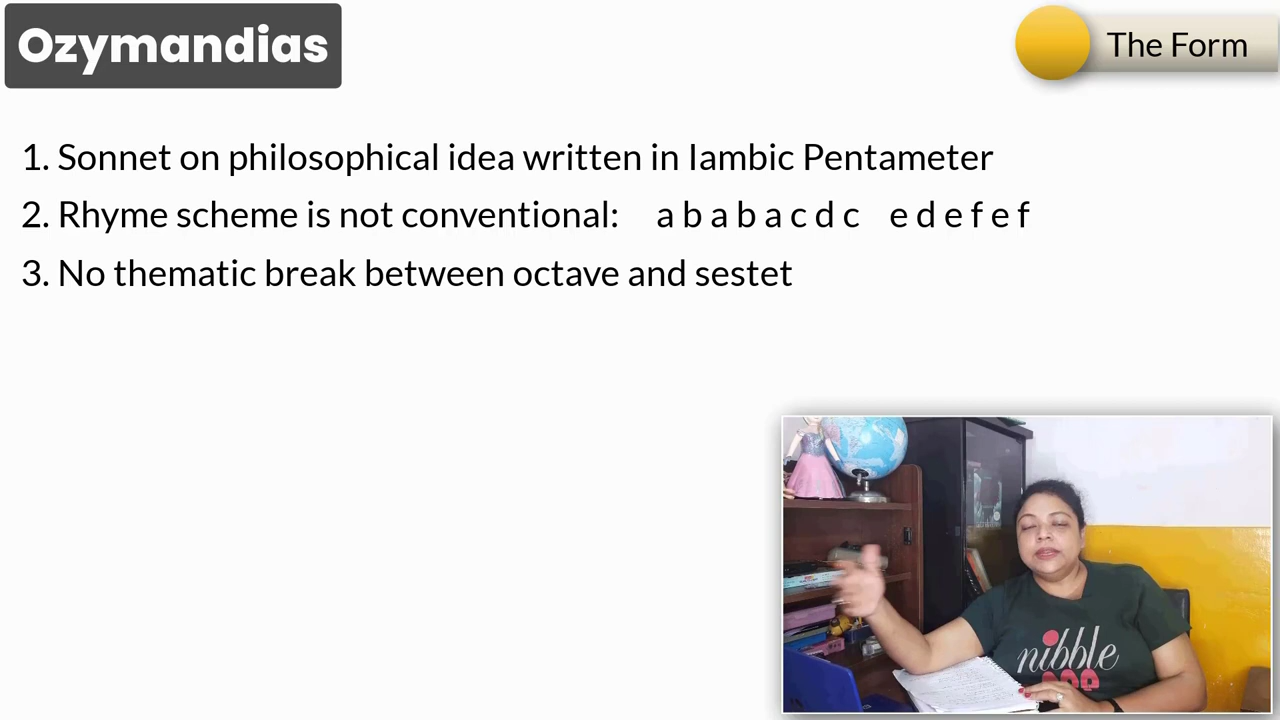 Ozymandias
The Form
1. Sonnet on philosophical idea written in Iambic Pentameter
2. Rhyme scheme is not conventional: a b a b a c d c e d e f e f
3. No thematic break between octave and sestet
nibble